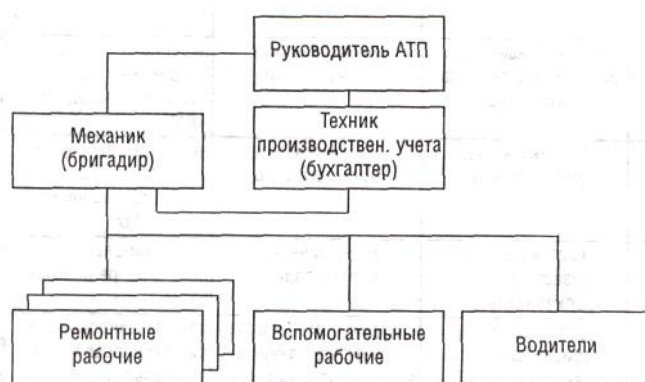 Руководитель АТП
Механик
(бригадир)
Техник
производствен. учета
(бухгалтер)
Ремонтные
рабочие
Вспомогательные
рабочие
Водители